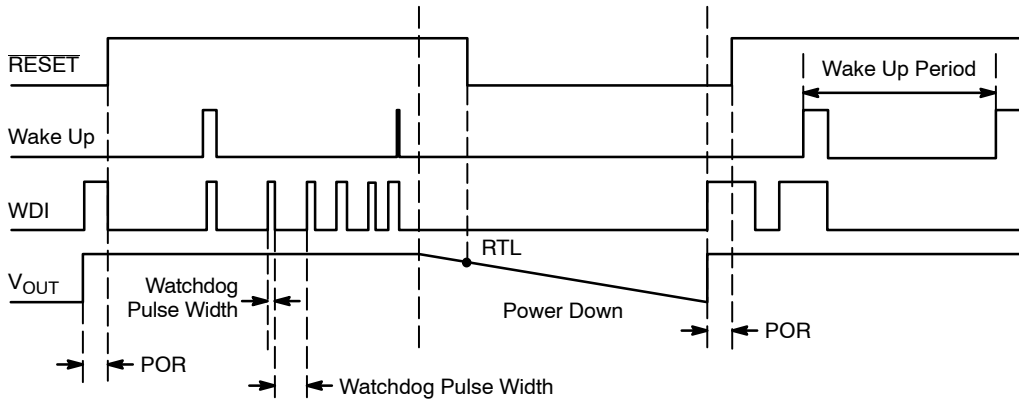 RESET
Wake Up Period
Wake Up
WDI
RTL
VOUT
Watchdog
Pulse Width
Power Down
POR
POR
Watchdog Pulse Width